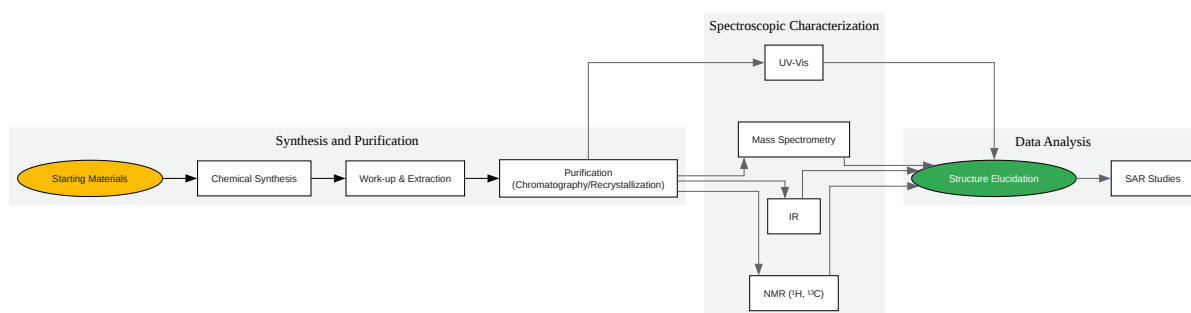 Spectroscopic Characterization
UV-Vis
Synthesis and Purification
Mass Spectrometry
Data Analysis
Starting Materials
Chemical Synthesis
Work-up & Extraction
Purification
(Chromatography/Recrystallization)
Structure Elucidation
SAR Studies
IR
NMR (¹H, ¹³C)